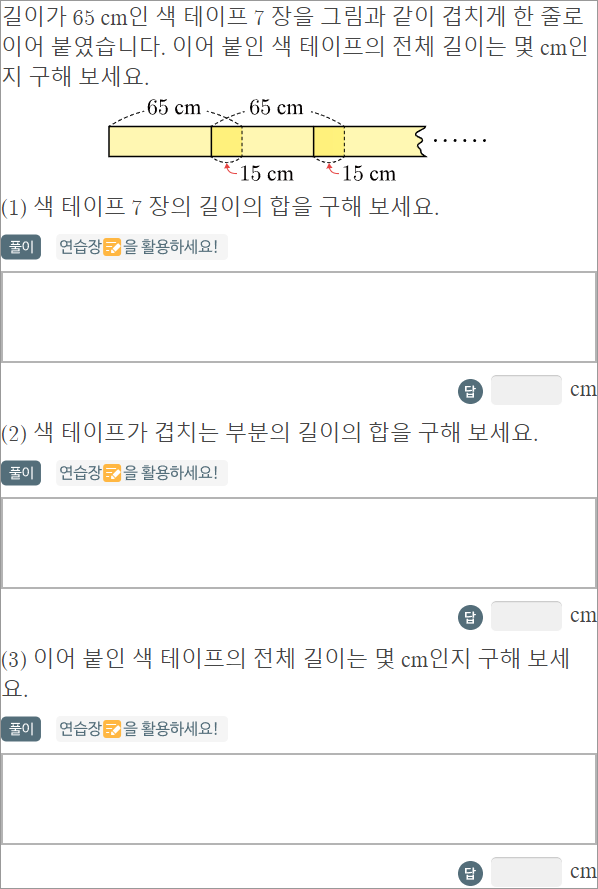 길이가 65 cm인 색 테이프 7 장을 그림과 같이 겹치게 한 줄로
이어 붙였습니다. 이어 붙인 색 테이프의 전체 길이는 몇 cm인
지 구해 보세요.
65 cm 65 cm
······
15 cm 15 cm
(1) 색 테이프 7 장의 길이의 합을 구해 보세요.
풀이 연습장을 활용하세요!
답 cm
(2) 색 테이프가 겹치는 부분의 길이의 합을 구해 보세요.
풀이 연습장을 활용하세요!
답 cm
(3) 이어 붙인 색 테이프의 전체 길이는 몇 cm인지 구해 보세
요.
풀이 연습장을 활용하세요!
답 cm